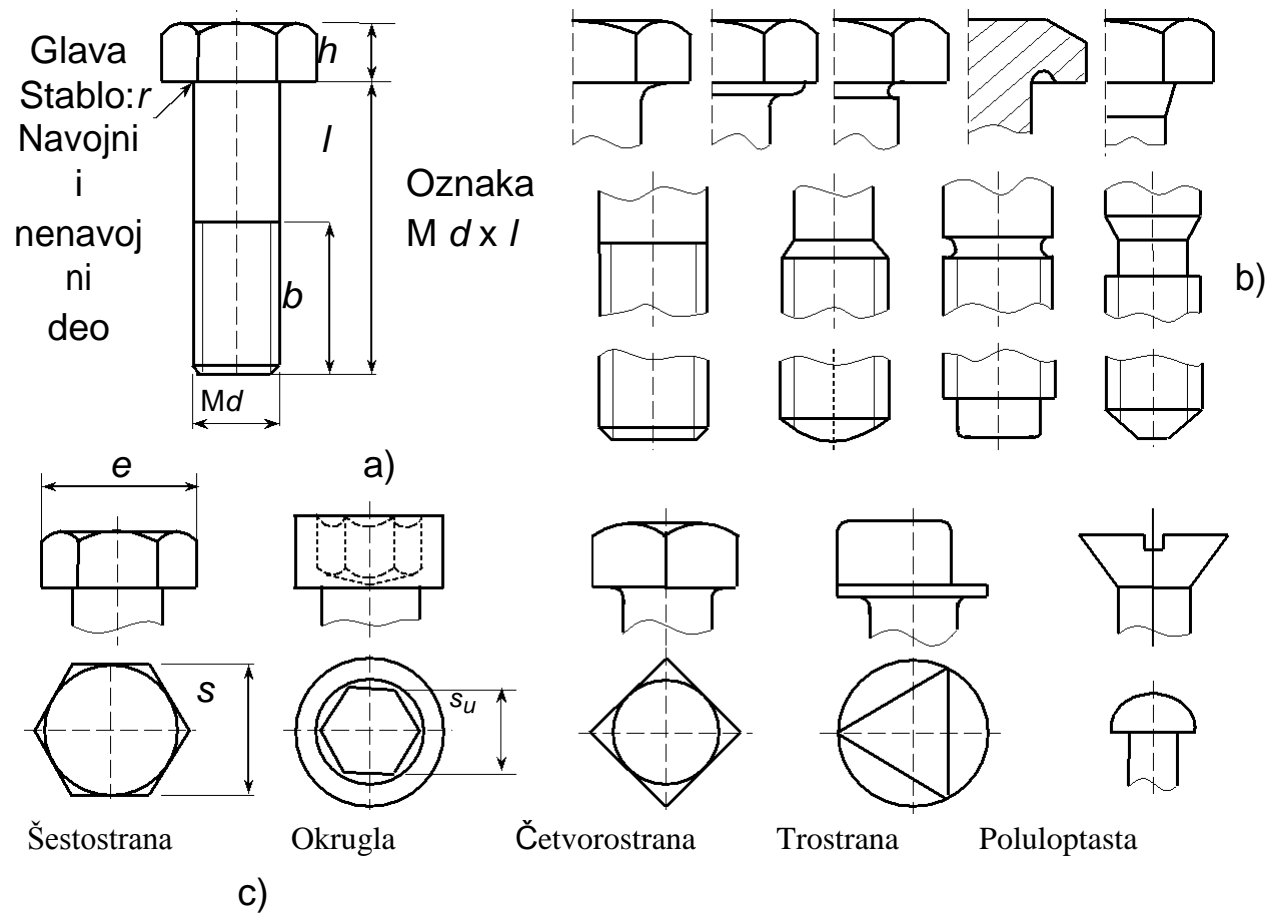 Glava
Stablo:r
Navojni
i
nenavoj
ni
deo
h
l
b
Md
Oznaka
M d x l
a)
b)
e
s
su
Šestostrana
Okrugla
Četvorostrana
Trostrana
Poluloptasta
c)